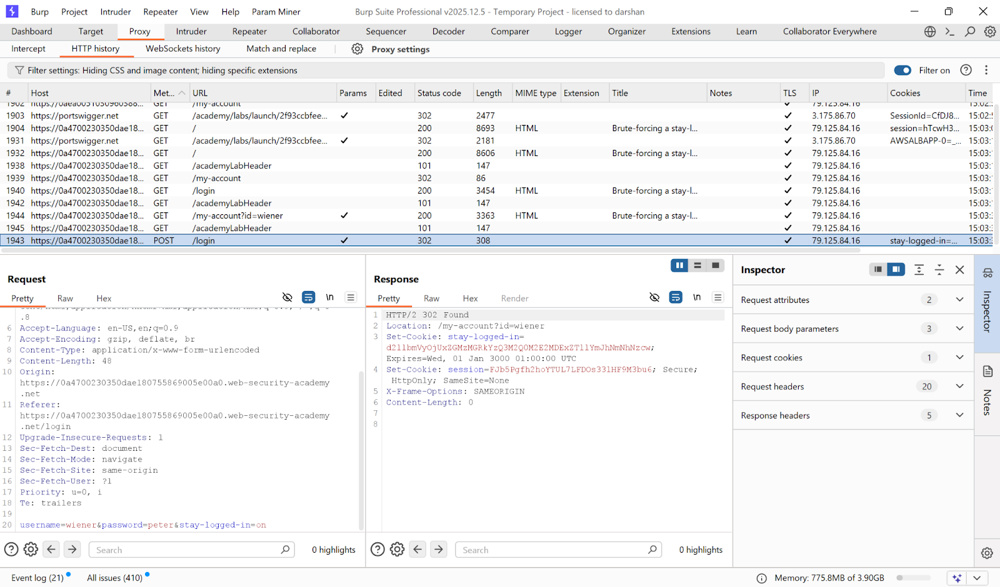 Burp Project Intruder Repeater View Help Param Miner Burp Suite Professional v2025.12.5 - Temporary Project - licensed to darshan
Dashboard Target Proxy Intruder Repeater Collaborator Sequencer Decoder Comparer Logger Organizer Extensions Learn Collaborator Everywhere
Intercept HTTP history WebSockets history Match and replace Proxy settings
Filter settings: Hiding CSS and image content; hiding specific extensions Filter on
# Host Met... URL Params Edited Status code Length MIME type Extension Title Notes TLS IP Cookies Time
1902 https://0aea0051030960388... GET /my-account ✓ 79.125.84.16 15:02:
1903 https://portswigger.net GET /academy/labs/launch/2f93ccbfee... ✓ 302 2477 ✓ 3.175.86.70 SessionId=CfDJ8... 15:02:
1904 https://0a4700230350dae18... GET / 200 8693 HTML Brute-forcing a stay-l... ✓ 79.125.84.16 session=hTcwH3... 15:03:
1931 https://portswigger.net GET /academy/labs/launch/2f93ccbfee... ✓ 302 2181 ✓ 3.175.86.70 AWSALBAPP-0=_... 15:03:
1932 https://0a4700230350dae18... GET / 200 8606 HTML Brute-forcing a stay-l... ✓ 79.125.84.16 15:03:
1938 https://0a4700230350dae18... GET /academyLabHeader 101 147 ✓ 79.125.84.16 15:03:
1939 https://0a4700230350dae18... GET /my-account 302 86 ✓ 79.125.84.16 15:03:
1940 https://0a4700230350dae18... GET /login 200 3454 HTML Brute-forcing a stay-l... ✓ 79.125.84.16 15:03:
1942 https://0a4700230350dae18... GET /academyLabHeader 101 147 ✓ 79.125.84.16 15:03:
1944 https://0a4700230350dae18... GET /my-account?id=wiener ✓ 200 3363 HTML Brute-forcing a stay-l... ✓ 79.125.84.16 15:03:
1945 https://0a4700230350dae18... GET /academyLabHeader 101 147 ✓ 79.125.84.16 15:03:
1943 https://0a4700230350dae18... POST /login ✓ 302 308 ✓ 79.125.84.16 stay-logged-in=... 15:03:
Request
Pretty Raw Hex \n
.8
6 Accept-Language: en-US,en;q=0.9
7 Accept-Encoding: gzip, deflate, br
8 Content-Type: application/x-www-form-urlencoded
9 Content-Length: 48
10 Origin:
https://0a4700230350dae180755869005e00a0.web-security-academy
.net
11 Referer:
https://0a4700230350dae180755869005e00a0.web-security-academy
.net/login
12 Upgrade-Insecure-Requests: 1
13 Sec-Fetch-Dest: document
14 Sec-Fetch-Mode: navigate
15 Sec-Fetch-Site: same-origin
16 Sec-Fetch-User: ?1
17 Priority: u=0, i
18 Te: trailers
19
20 username=wiener&password=peter&stay-logged-in=on
Search 0 highlights
Response
Pretty Raw Hex Render \n
1 HTTP/2 302 Found
2 Location: /my-account?id=wiener
3 Set-Cookie: stay-logged-in=
d2llbmVyOjUxZGMzMGRkYzQ3M2Q0M2E2MDExZTllYmJhNmNhNzcw;
Expires=Wed, 01 Jan 3000 01:00:00 UTC
4 Set-Cookie: session=FJb5Pgfh2hoYTUL7LFDOs33lHF9M3bu6; Secure;
HttpOnly; SameSite=None
5 X-Frame-Options: SAMEORIGIN
6 Content-Length: 0
7
8
Search 0 highlights
Inspector
Request attributes 2
Request body parameters 3
Request cookies 1
Request headers 20
Response headers 5
Inspector
Notes
Event log (21) All issues (410) Memory: 775.8MB of 3.90GB